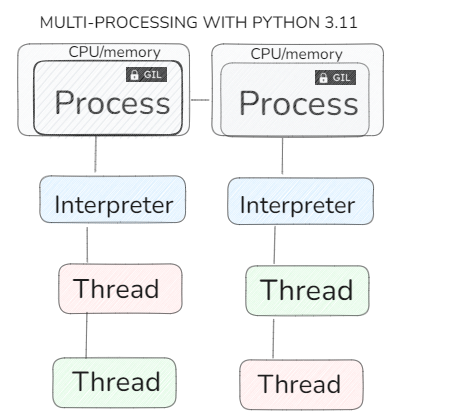 MULTI-PROCESSING WITH PYTHON 3.11
CPU/memory
GIL
Process
Interpreter
Thread
Thread
CPU/memory
GIL
Process
Interpreter
Thread
Thread